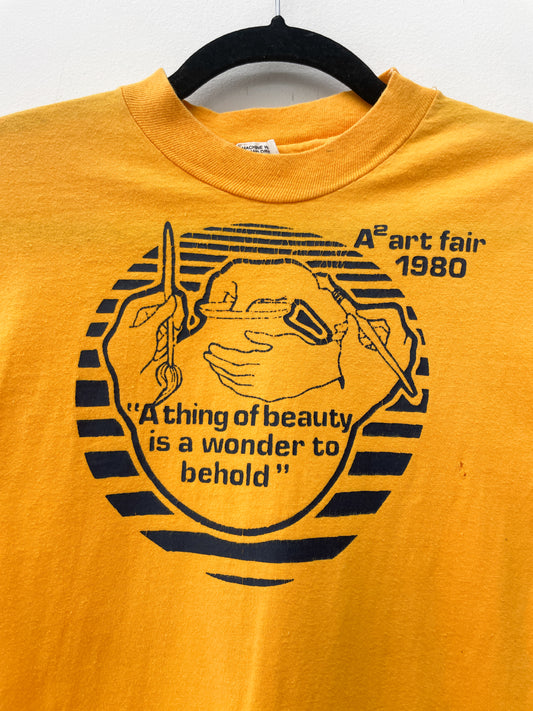 A² art fair
1980
"A thing of beauty
is a wonder to
behold"